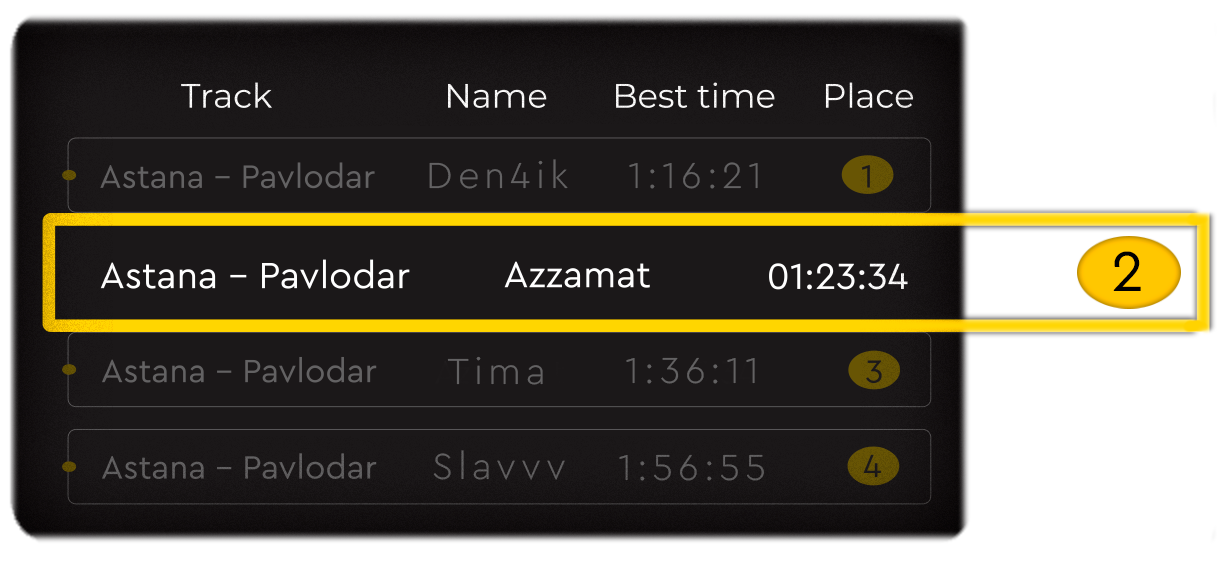 Track Name Best time Place
Astana – Pavlodar Den4ik 1:16:21 1
Astana – Pavlodar Azzamat 01:23:34 2
Astana – Pavlodar Tima 1:36:11 3
Astana – Pavlodar Slavvv 1:56:55 4